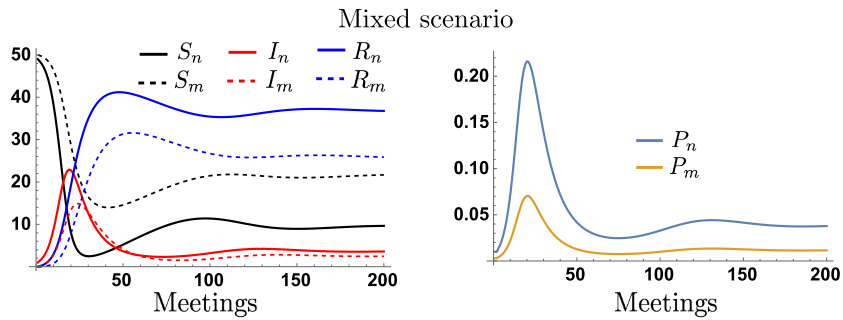 Mixed scenario
S_n I_n R_n
S_m I_m R_m
50
40
30
20
10
50 100 150 200
Meetings
0.20
0.15
0.10
0.05
P_n
P_m
50 100 150 200
Meetings